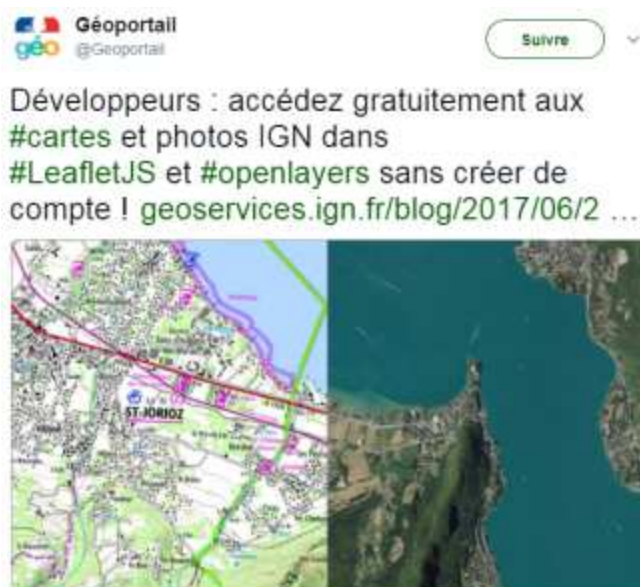 Géoportail
géo @Geoportail
Suivre
Développeurs : accédez gratuitement aux
#cartes et photos IGN dans
#LeafletJS et #openlayers sans créer de
compte ! geoservices.ign.fr/blog/2017/06/2 ...
ST-JORIOZ